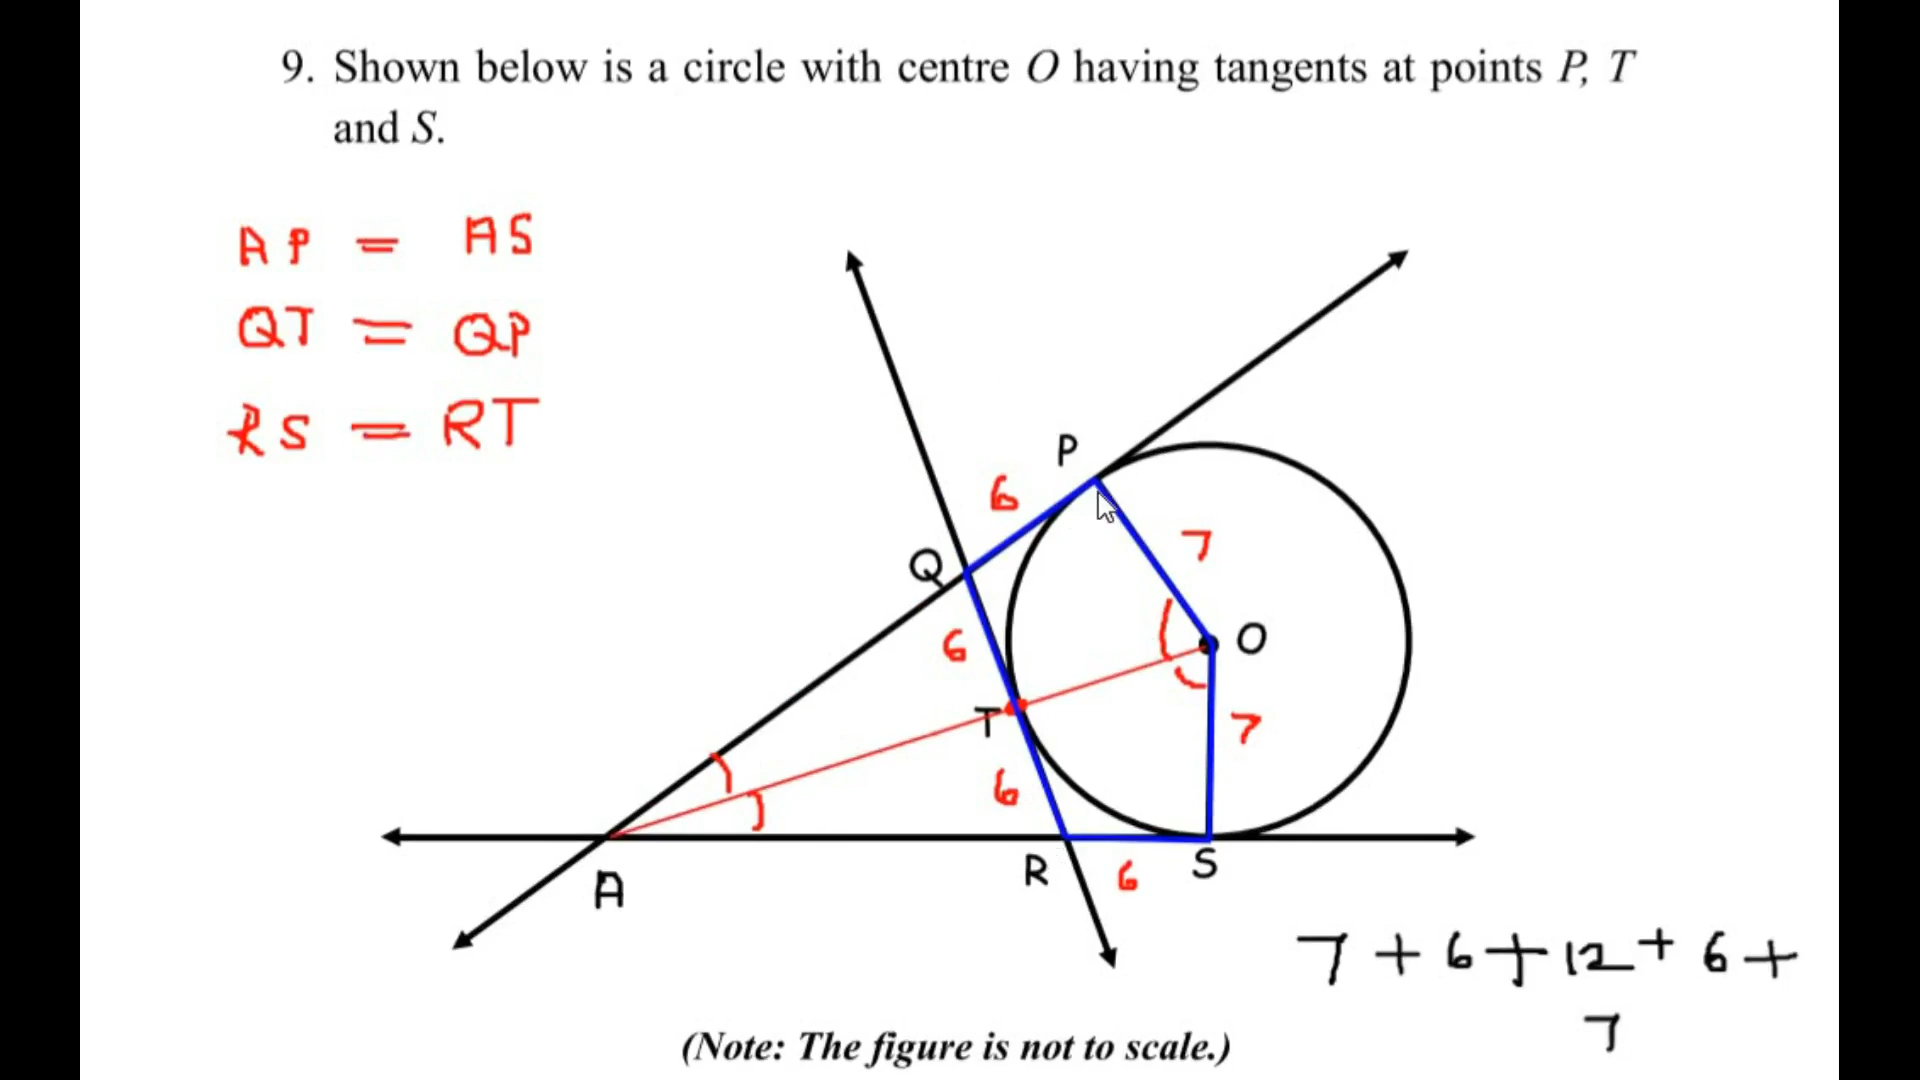 9. Shown below is a circle with centre O having tangents at points P, T
and S.
AP = AS
QT = QP
RS = RT
P
6
7
Q
6
O
T
7
6
A
R
6
S
7 + 6 + 12 + 6 +
7
(Note: The figure is not to scale.)